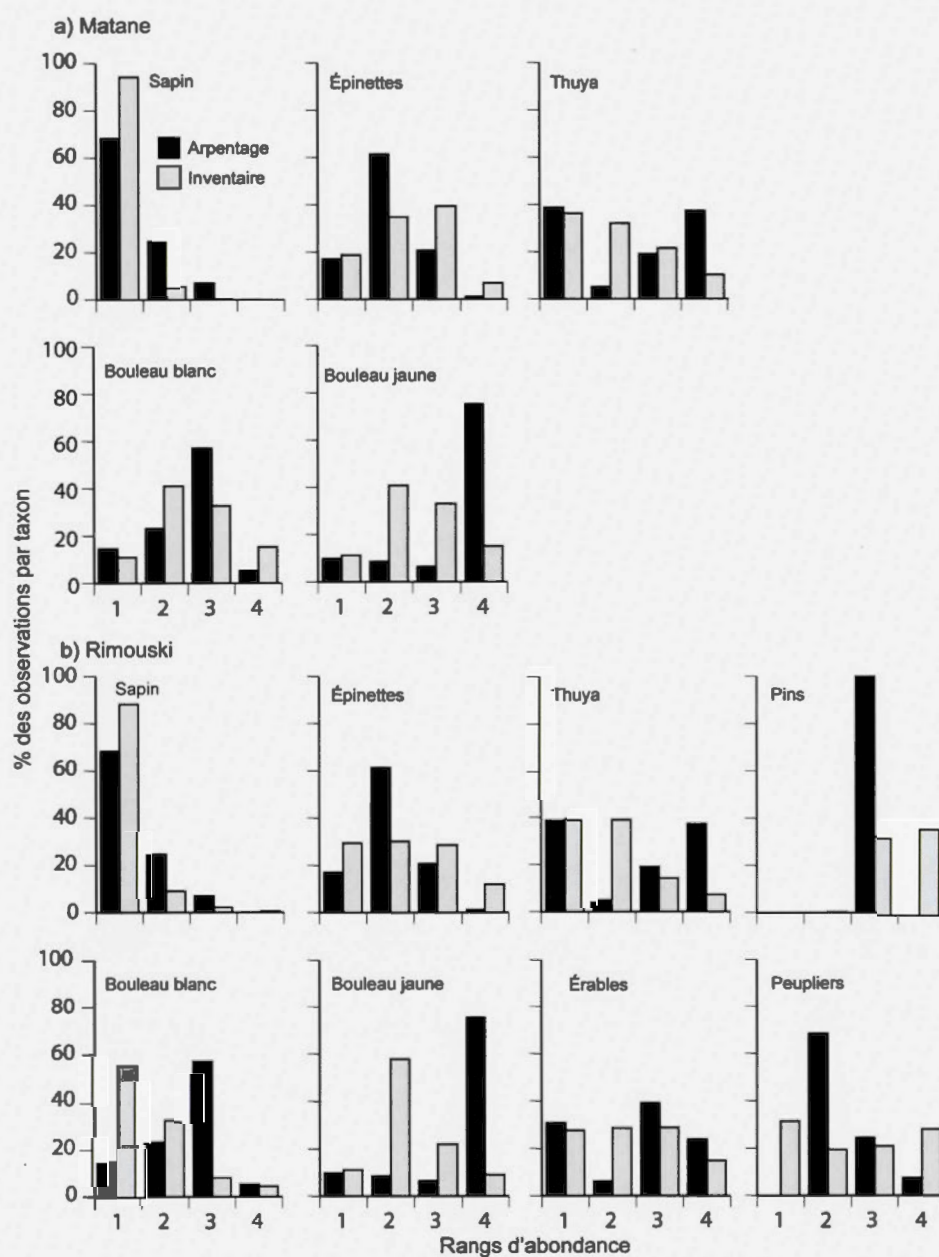 a) Matane
100
80
60
40
20
0
Sapin
Arpentage
Inventaire
Épinettes
Thuya
100
80
60
40
20
0
Bouleau blanc
1 2 3 4
Bouleau jaune
1 2 3 4
% des observations par taxon
b) Rimouski
100
80
60
40
20
0
Sapin
Épinettes
Thuya
Pins
100
80
60
40
20
0
Bouleau blanc
1 2 3 4
Bouleau jaune
1 2 3 4
Érables
1 2 3 4
Peupliers
1 2 3 4
Rangs d'abondance